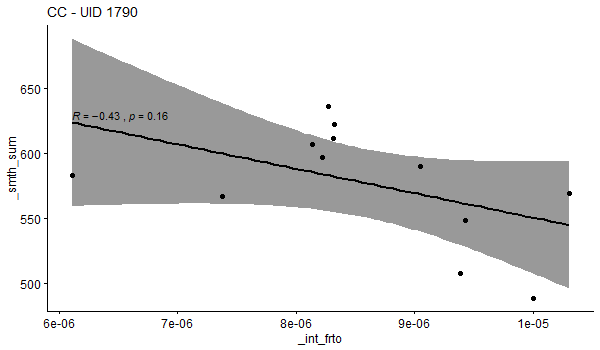 CC - UID 1790
650
R = −0.43 , p = 0.16
600
550
500
_smth_sum
6e-06 7e-06 8e-06 9e-06 1e-05
_int_frto